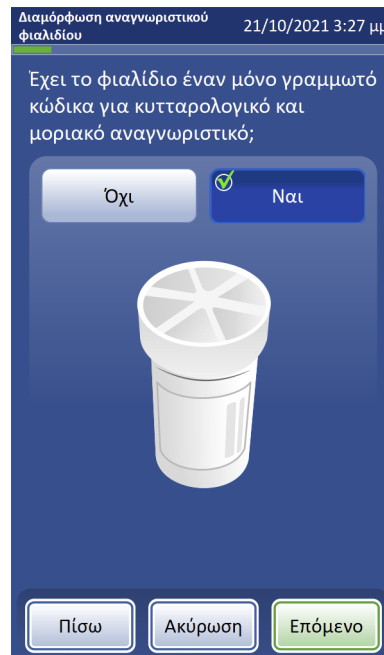 Διαμόρφωση αναγνωριστικού
φιαλιδίου
21/10/2021 3:27 μμ
Έχει το φιαλίδιο έναν μόνο γραμμωτό
κώδικα για κυτταρολογικό και
μοριακό αναγνωριστικό;
Όχι
Ναι
Πίσω
Ακύρωση
Επόμενο